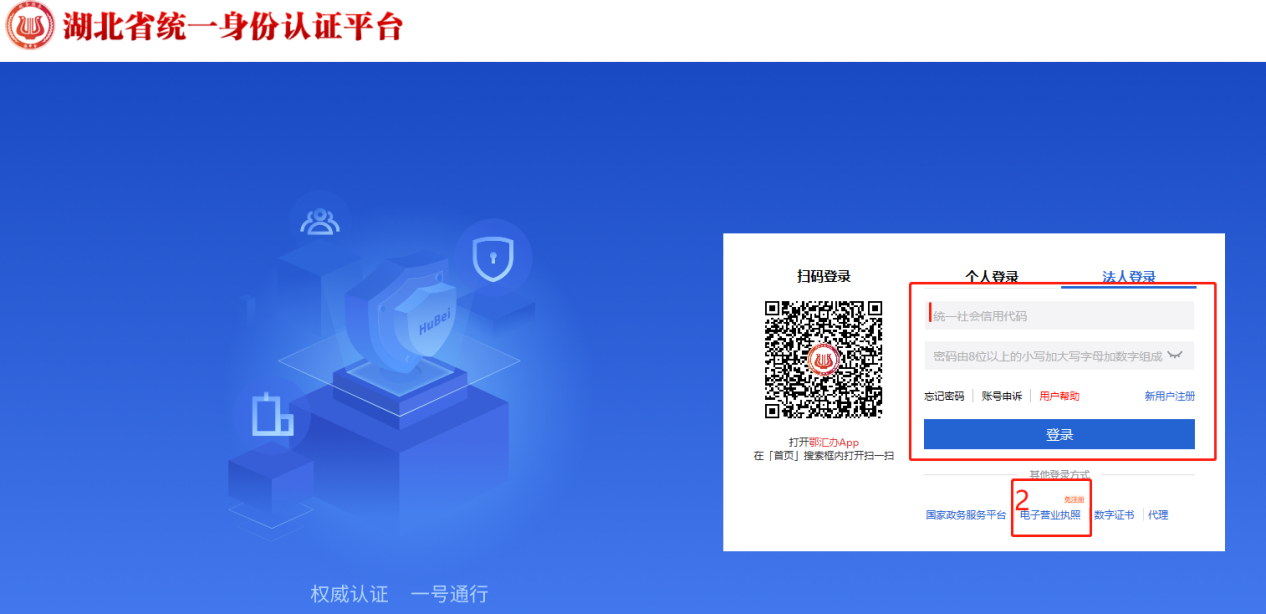 湖北省统一身份认证平台
HuBei
权威认证 一号通行
扫码登录
打开鄂汇办App
在「首页」搜索框内打开扫一扫
个人登录 法人登录
统一社会信用代码
密码由8位以上的小写加大写字母加数字组成
忘记密码 账号申诉 用户帮助 新用户注册
登录
其他登录方式
2 免注册
国家政务服务平台 电子营业执照 数字证书 代理